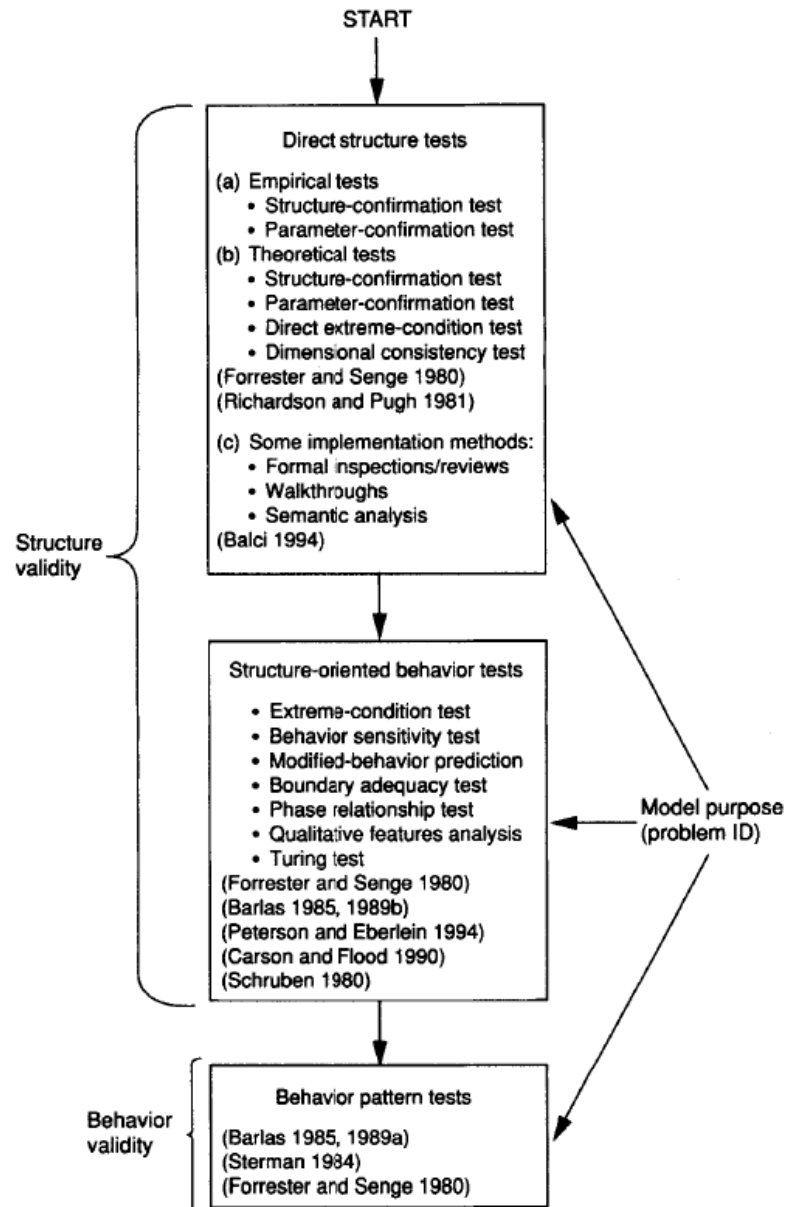 START
Direct structure tests
(a) Empirical tests
• Structure-confirmation test
• Parameter-confirmation test
(b) Theoretical tests
• Structure-confirmation test
• Parameter-confirmation test
• Direct extreme-condition test
• Dimensional consistency test
(Forrester and Senge 1980)
(Richardson and Pugh 1981)
(c) Some implementation methods:
• Formal inspections/reviews
• Walkthroughs
• Semantic analysis
(Balci 1994)
Structure
validity
Structure-oriented behavior tests
• Extreme-condition test
• Behavior sensitivity test
• Modified-behavior prediction
• Boundary adequacy test
• Phase relationship test
• Qualitative features analysis
• Turing test
(Forrester and Senge 1980)
(Barlas 1985, 1989b)
(Peterson and Eberlein 1994)
(Carson and Flood 1990)
(Schruben 1980)
Model purpose
(problem ID)
Behavior pattern tests
(Barlas 1985, 1989a)
(Sterman 1984)
(Forrester and Senge 1980)
Behavior
validity